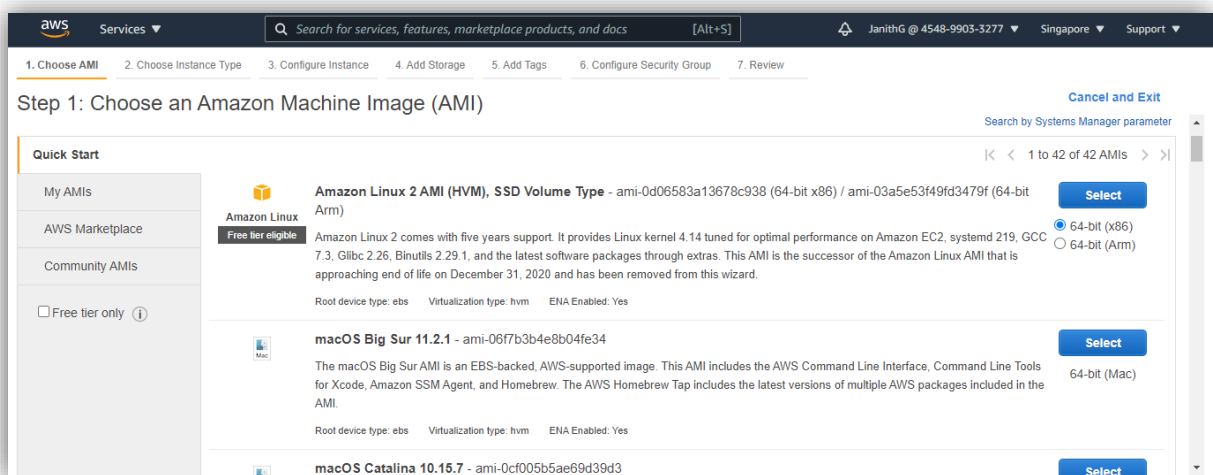 aws Services ▼ Search for services, features, marketplace products, and docs [Alt+S] JanithG @ 4548-9903-3277 ▼ Singapore ▼ Support ▼
1. Choose AMI 2. Choose Instance Type 3. Configure Instance 4. Add Storage 5. Add Tags 6. Configure Security Group 7. Review
Step 1: Choose an Amazon Machine Image (AMI)
Cancel and Exit
Search by Systems Manager parameter
Quick Start
My AMIs
AWS Marketplace
Community AMIs
Free tier only
1 to 42 of 42 AMIs
Amazon Linux
Free tier eligible
Amazon Linux 2 AMI (HVM), SSD Volume Type - ami-0d06583a13678c938 (64-bit x86) / ami-03a5e53f49fd3479f (64-bit
Arm)
Amazon Linux 2 comes with five years support. It provides Linux kernel 4.14 tuned for optimal performance on Amazon EC2, systemd 219, GCC
7.3, Glibc 2.26, Binutils 2.29.1, and the latest software packages through extras. This AMI is the successor of the Amazon Linux AMI that is
approaching end of life on December 31, 2020 and has been removed from this wizard.
Root device type: ebs Virtualization type: hvm ENA Enabled: Yes
Select
64-bit (x86)
64-bit (Arm)
Mac
macOS Big Sur 11.2.1 - ami-06f7b3b4e8b04fe34
The macOS Big Sur AMI is an EBS-backed, AWS-supported image. This AMI includes the AWS Command Line Interface, Command Line Tools
for Xcode, Amazon SSM Agent, and Homebrew. The AWS Homebrew Tap includes the latest versions of multiple AWS packages included in the
AMI.
Root device type: ebs Virtualization type: hvm ENA Enabled: Yes
Select
64-bit (Mac)
macOS Catalina 10.15.7 - ami-0cf005b5ae69d39d3
Select